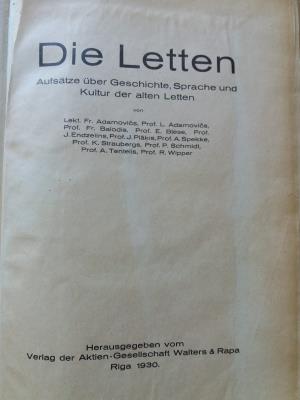 Die Letten
Aufsätze über Geschichte, Sprache und
Kultur der alten Letten
von
Lekt. Fr. Adamovičs, Prof. L. Adamovičs,
Prof. Fr. Balodis, Prof. E. Blese, Prof.
J. Endzelins, Prof. J. Plāķis, Prof. A. Spekke,
Prof. K. Straubergs, Prof. P. Schmidt,
Prof. A. Tentelis, Prof. R. Wipper
Herausgegeben vom
Verlag der Aktien-Gesellschaft Walters & Rapa
Riga 1930.